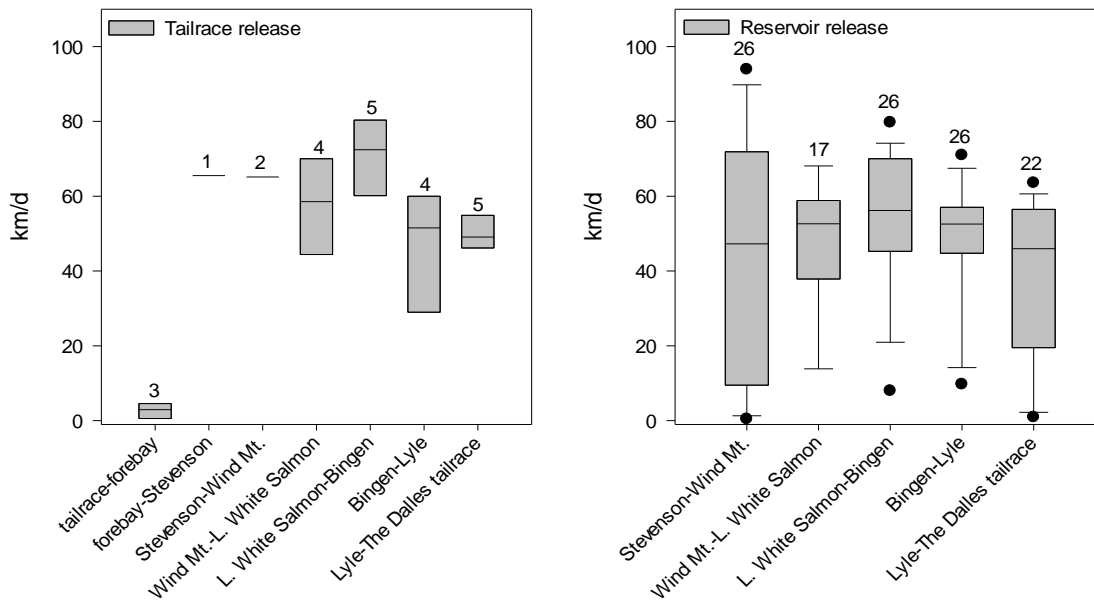 Tailrace release
100
80
60
40
20
0
km/d
3
1
2
4
5
4
5
tailrace-forebay
forebay-Stevenson
Stevenson-Wind Mt.
Wind Mt.-L. White Salmon
L. White Salmon-Bingen
Bingen-Lyle
Lyle-The Dalles tailrace
Reservoir release
100
80
60
40
20
0
km/d
26
17
26
26
22
Stevenson-Wind Mt.
Wind Mt.-L. White Salmon
L. White Salmon-Bingen
Bingen-Lyle
Lyle-The Dalles tailrace